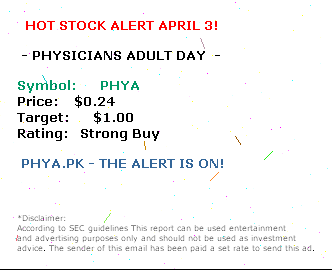 HOT STOCK ALERT APRIL 3!
- PHYSICIANS ADULT DAY -
Symbol: PHYA
Price: $0.24
Target: $1.00
Rating: Strong Buy
PHYA.PK - THE ALERT IS ON!
*Disclaimer:
According to SEC guidelines This report can be used entertainment
and advertising purposes only and should not be used as investment
advice. The sender of this email has been paid a set rate to send this ad.